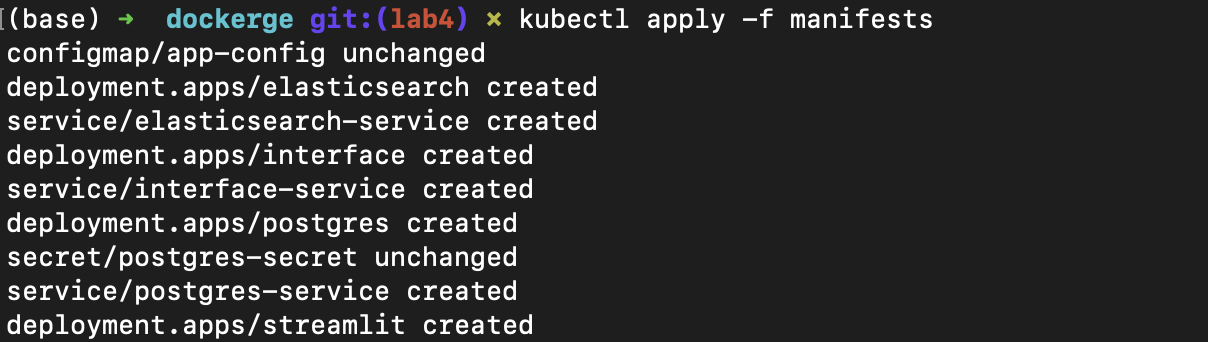 (base) ➜  dockerge git:(lab4) ✗ kubectl apply -f manifests
configmap/app-config unchanged
deployment.apps/elasticsearch created
service/elasticsearch-service created
deployment.apps/interface created
service/interface-service created
deployment.apps/postgres created
secret/postgres-secret unchanged
service/postgres-service created
deployment.apps/streamlit created